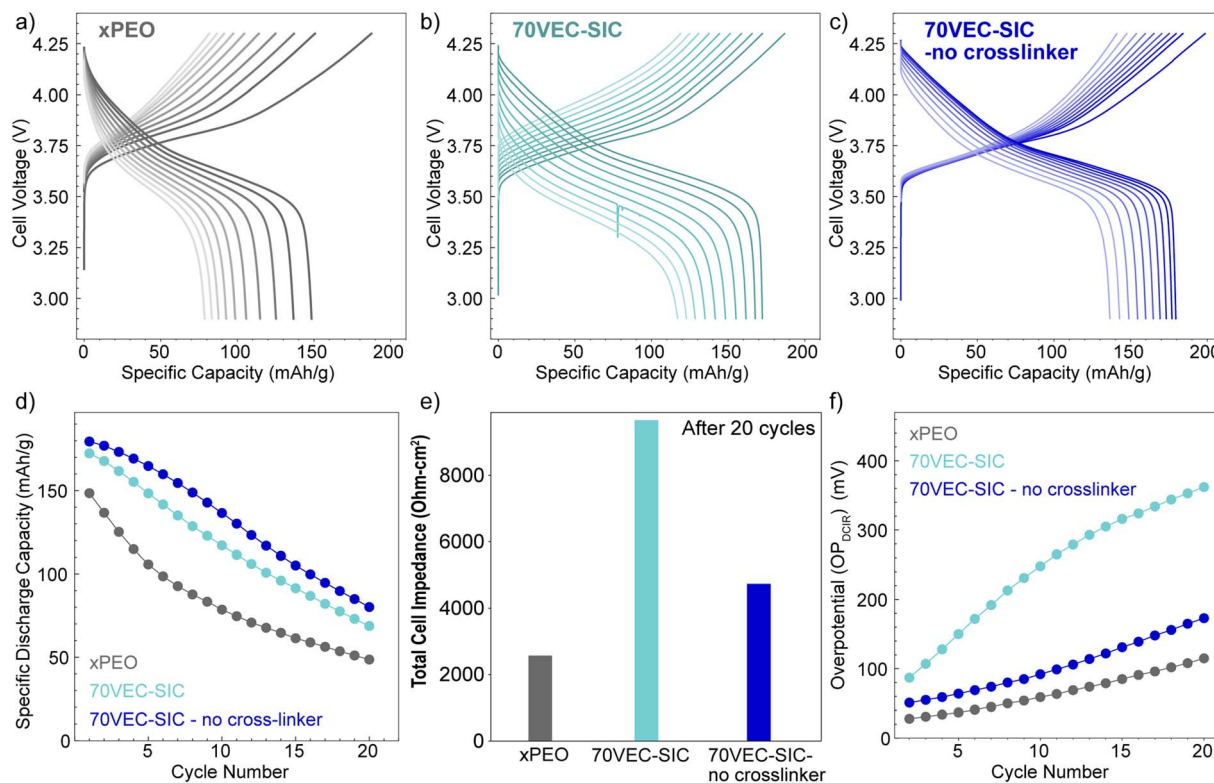 a)
xPEO
4.25
4.00
3.75
3.50
3.25
3.00
Cell Voltage (V)
0
50
100
150
200
Specific Capacity (mAh/g)
b)
70VEC-SIC
4.25
4.00
3.75
3.50
3.25
3.00
Cell Voltage (V)
0
50
100
150
200
Specific Capacity (mAh/g)
c)
70VEC-SIC
-no crosslinker
4.25
4.00
3.75
3.50
3.25
3.00
Cell Voltage (V)
0
50
100
150
200
Specific Capacity (mAh/g)
d)
150
100
50
0
Specific Discharge Capacity (mAh/g)
xPEO
70VEC-SIC
70VEC-SIC - no cross-linker
5
10
15
20
Cycle Number
e)
After 20 cycles
8000
6000
4000
2000
0
Total Cell Impedance (Ohm-cm²)
xPEO
70VEC-SIC
70VEC-SIC-
no crosslinker
f)
xPEO
70VEC-SIC
70VEC-SIC - no crosslinker
400
300
200
100
0
Overpotential (OP_DCIR) (mV)
5
10
15
20
Cycle Number